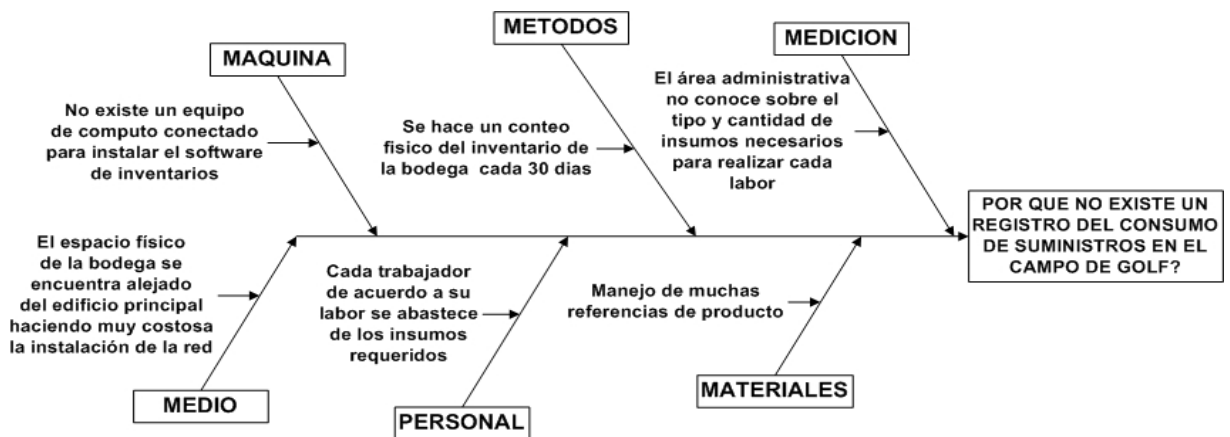 MAQUINA
No existe un equipo
de computo conectado
para instalar el software
de inventarios
METODOS
Se hace un conteo
fisico del inventario de
la bodega cada 30 dias
MEDICION
El área administrativa
no conoce sobre el
tipo y cantidad de
insumos necesarios
para realizar cada
labor
POR QUE NO EXISTE UN
REGISTRO DEL CONSUMO
DE SUMINISTROS EN EL
CAMPO DE GOLF?
El espacio físico
de la bodega se
encuentra alejado
del edificio principal
haciendo muy costosa
la instalación de la red
MEDIO
Cada trabajador
de acuerdo a su
labor se abastece
de los insumos
requeridos
PERSONAL
Manejo de muchas
referencias de producto
MATERIALES